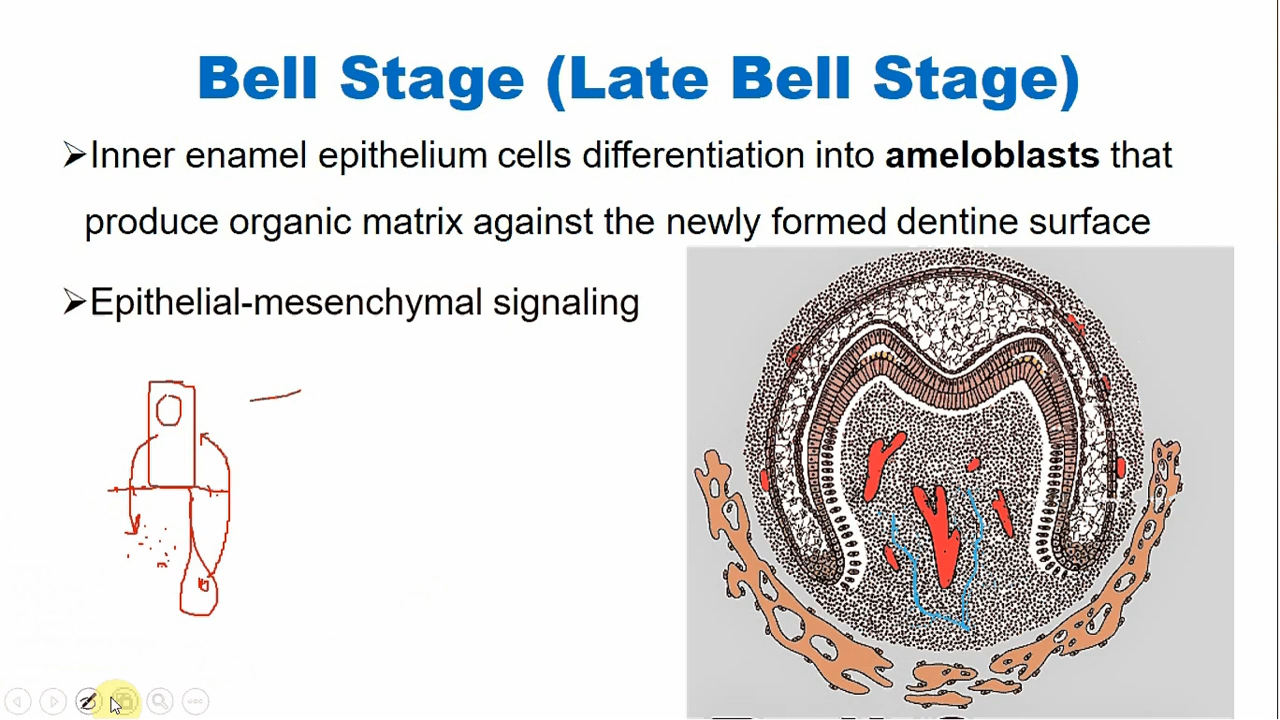 Bell Stage (Late Bell Stage)
➢Inner enamel epithelium cells differentiation into ameloblasts that
produce organic matrix against the newly formed dentine surface
➢Epithelial-mesenchymal signaling